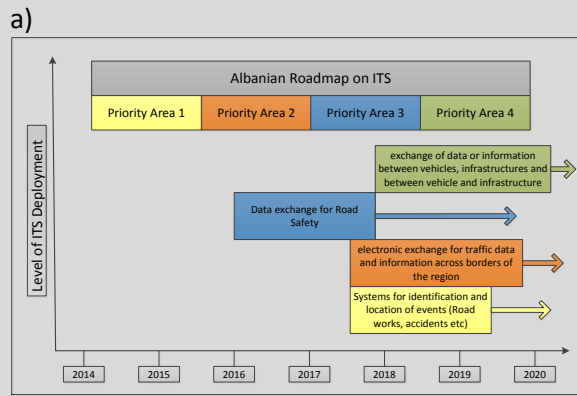 a)
Albanian Roadmap on ITS
Priority Area 1
Priority Area 2
Priority Area 3
Priority Area 4
exchange of data or information
between vehicles, infrastructures and
between vehicle and infrastructure
Data exchange for Road
Safety
electronic exchange for traffic data
and information across borders of
the region
Systems for identification and
location of events (Road
works, accidents etc)
Level of ITS Deployment
2014
2015
2016
2017
2018
2019
2020